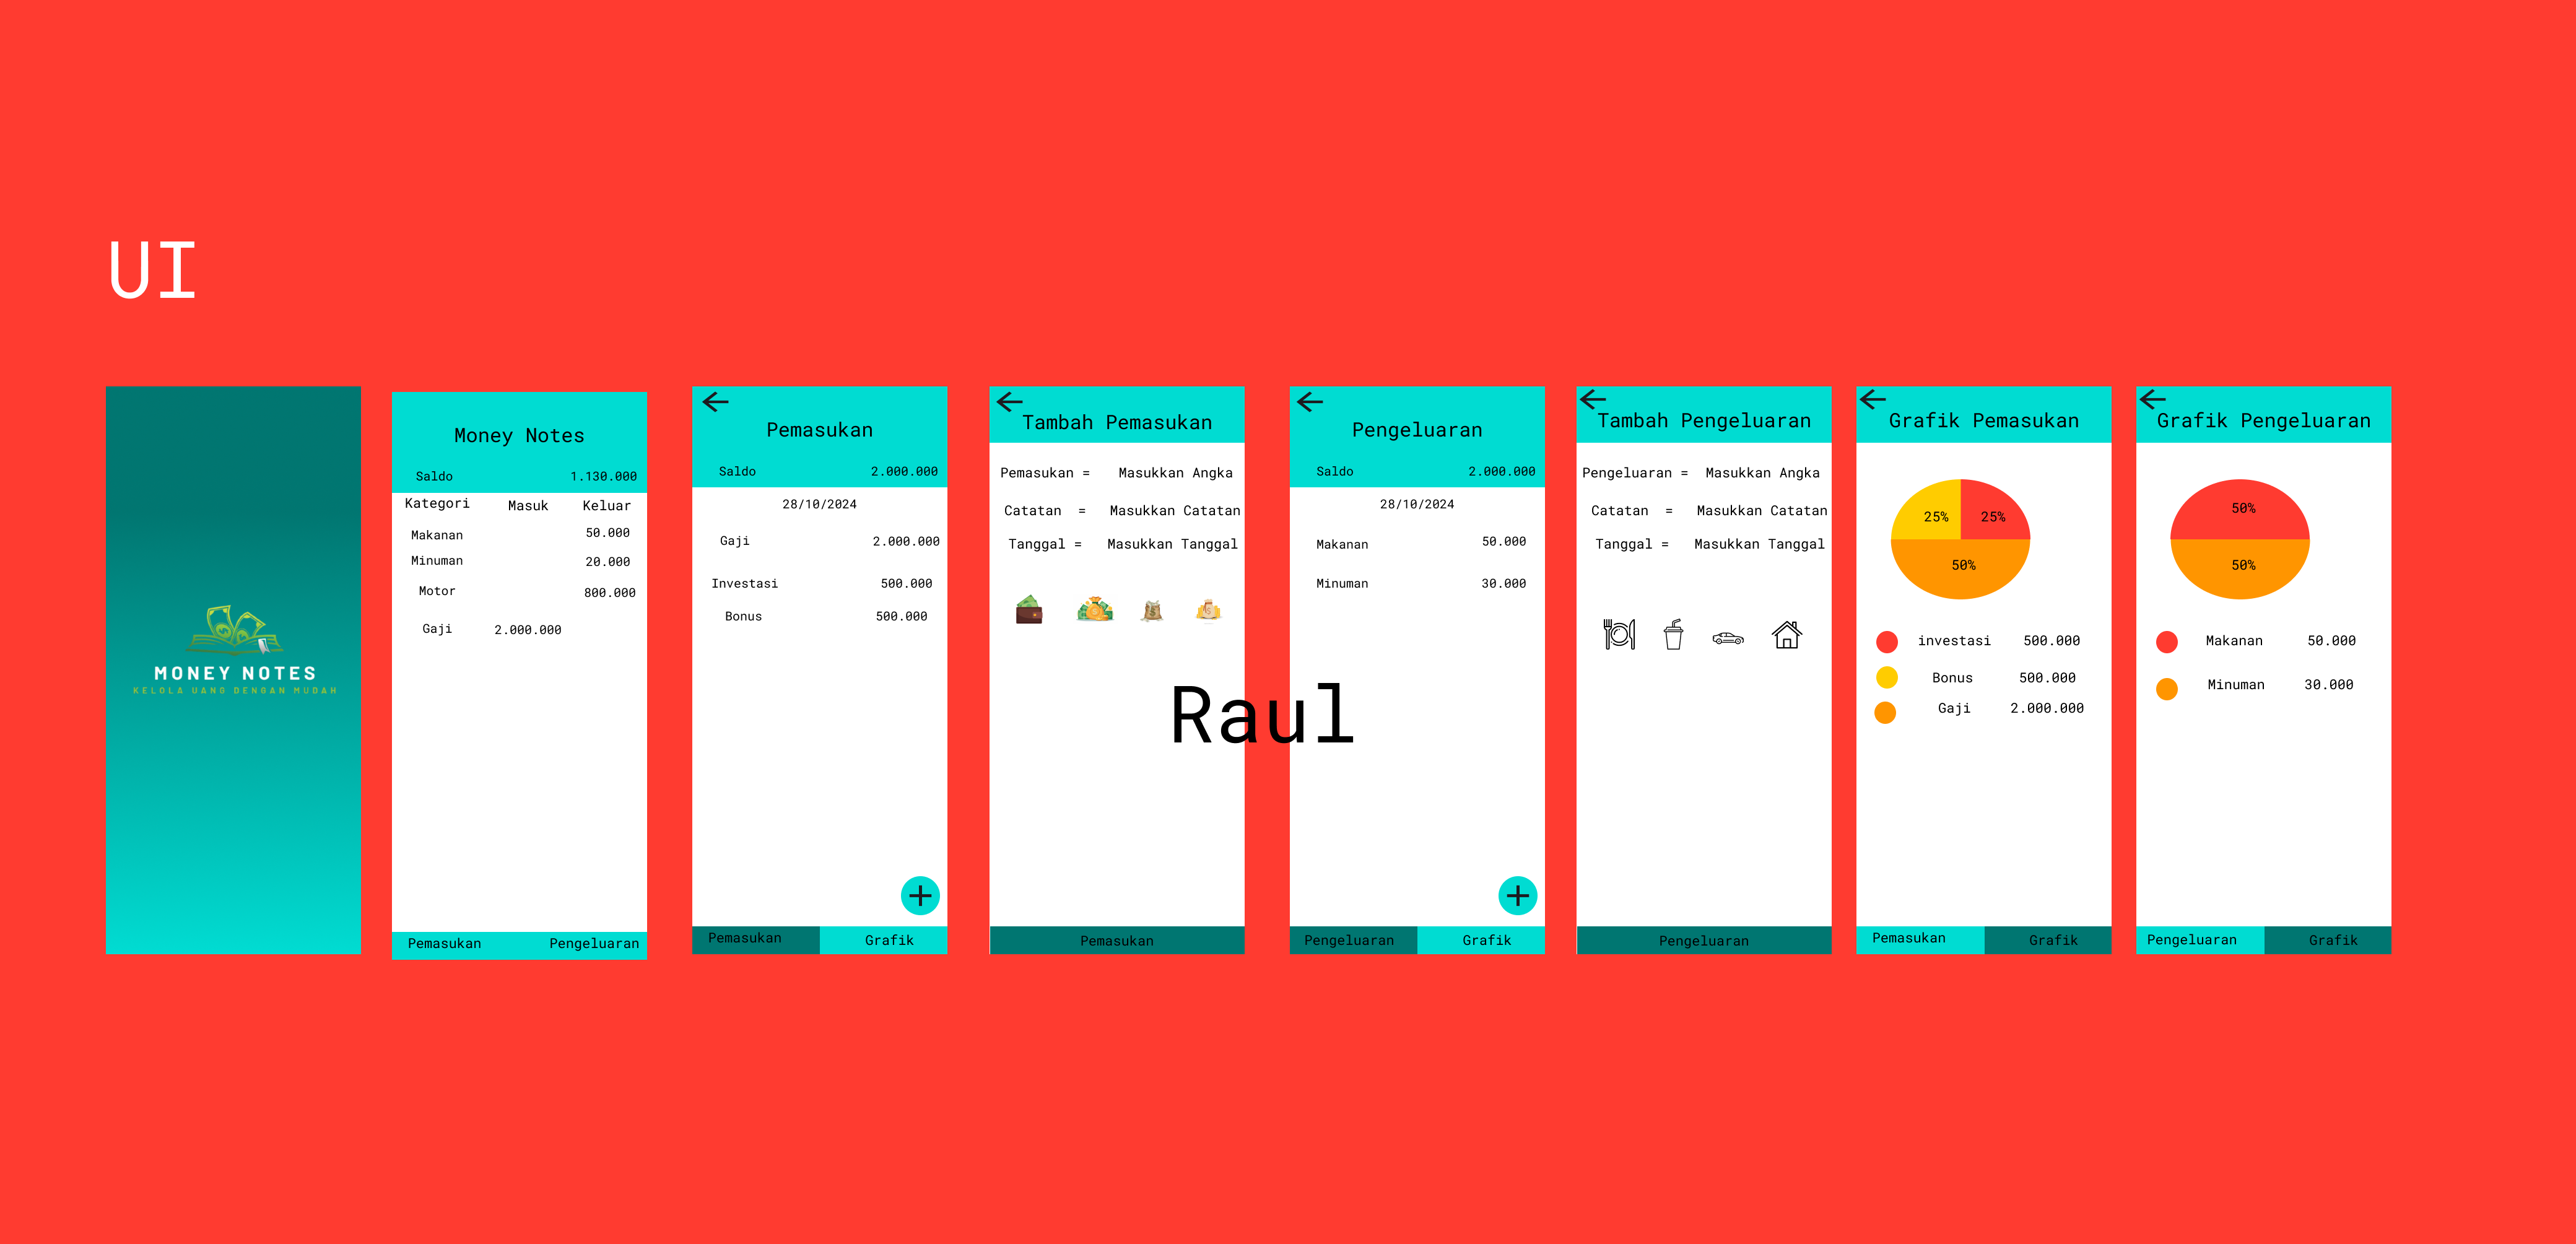 UI
MONEY NOTES
KELOLA UANG DENGAN MUDAH
Money Notes
Saldo 1.130.000
Kategori Masuk Keluar
Makanan 50.000
Minuman 20.000
Motor 800.000
Gaji 2.000.000
Pemasukan Pengeluaran
Pemasukan
Saldo 2.000.000
28/10/2024
Gaji 2.000.000
Investasi 500.000
Bonus 500.000
Pemasukan Grafik
Tambah Pemasukan
Pemasukan = Masukkan Angka
Catatan = Masukkan Catatan
Tanggal = Masukkan Tanggal
Pemasukan
Raul
Pengeluaran
Saldo 2.000.000
28/10/2024
Makanan 50.000
Minuman 30.000
Pengeluaran Grafik
Tambah Pengeluaran
Pengeluaran = Masukkan Angka
Catatan = Masukkan Catatan
Tanggal = Masukkan Tanggal
Pengeluaran
Grafik Pemasukan
25% 25%
50%
investasi 500.000
Bonus 500.000
Gaji 2.000.000
Pemasukan Grafik
Grafik Pengeluaran
50%
50%
Makanan 50.000
Minuman 30.000
Pengeluaran Grafik